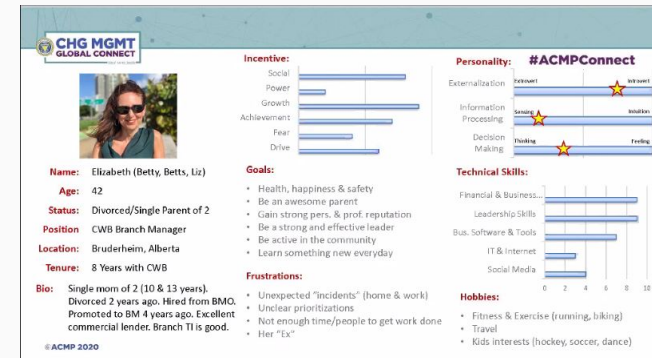 CHG MGMT
GLOBAL CONNECT
Incentive:
Social
Power
Growth
Achievement
Fear
Drive
Personality:
#ACMPConnect
Externalization
Extrovert
Introvert
Information
Processing
Sensing
Intuition
Decision
Making
Thinking
Feeling
Name: Elizabeth (Betty, Betts, Liz)
Age: 42
Status: Divorced/Single Parent of 2
Position CWB Branch Manager
Location: Bruderheim, Alberta
Tenure: 8 Years with CWB
Bio: Single mom of 2 (10 & 13 years).
Divorced 2 years ago. Hired from BMO.
Promoted to BM 4 years ago. Excellent
commercial lender. Branch TI is good.
Goals:
• Health, happiness & safety
• Be an awesome parent
• Gain strong pers. & prof. reputation
• Be a strong and effective leader
• Be active in the community
• Learn something new everyday
Frustrations:
• Unexpected "incidents" (home & work)
• Unclear prioritizations
• Not enough time/people to get work done
• Her "Ex"
Technical Skills:
Financial & Business...
Leadership Skills
Bus. Software & Tools
IT & Internet
Social Media
0 2 4 6 8 10
Hobbies:
• Fitness & Exercise (running, biking)
• Travel
• Kids interests (hockey, soccer, dance)
©ACMP 2020